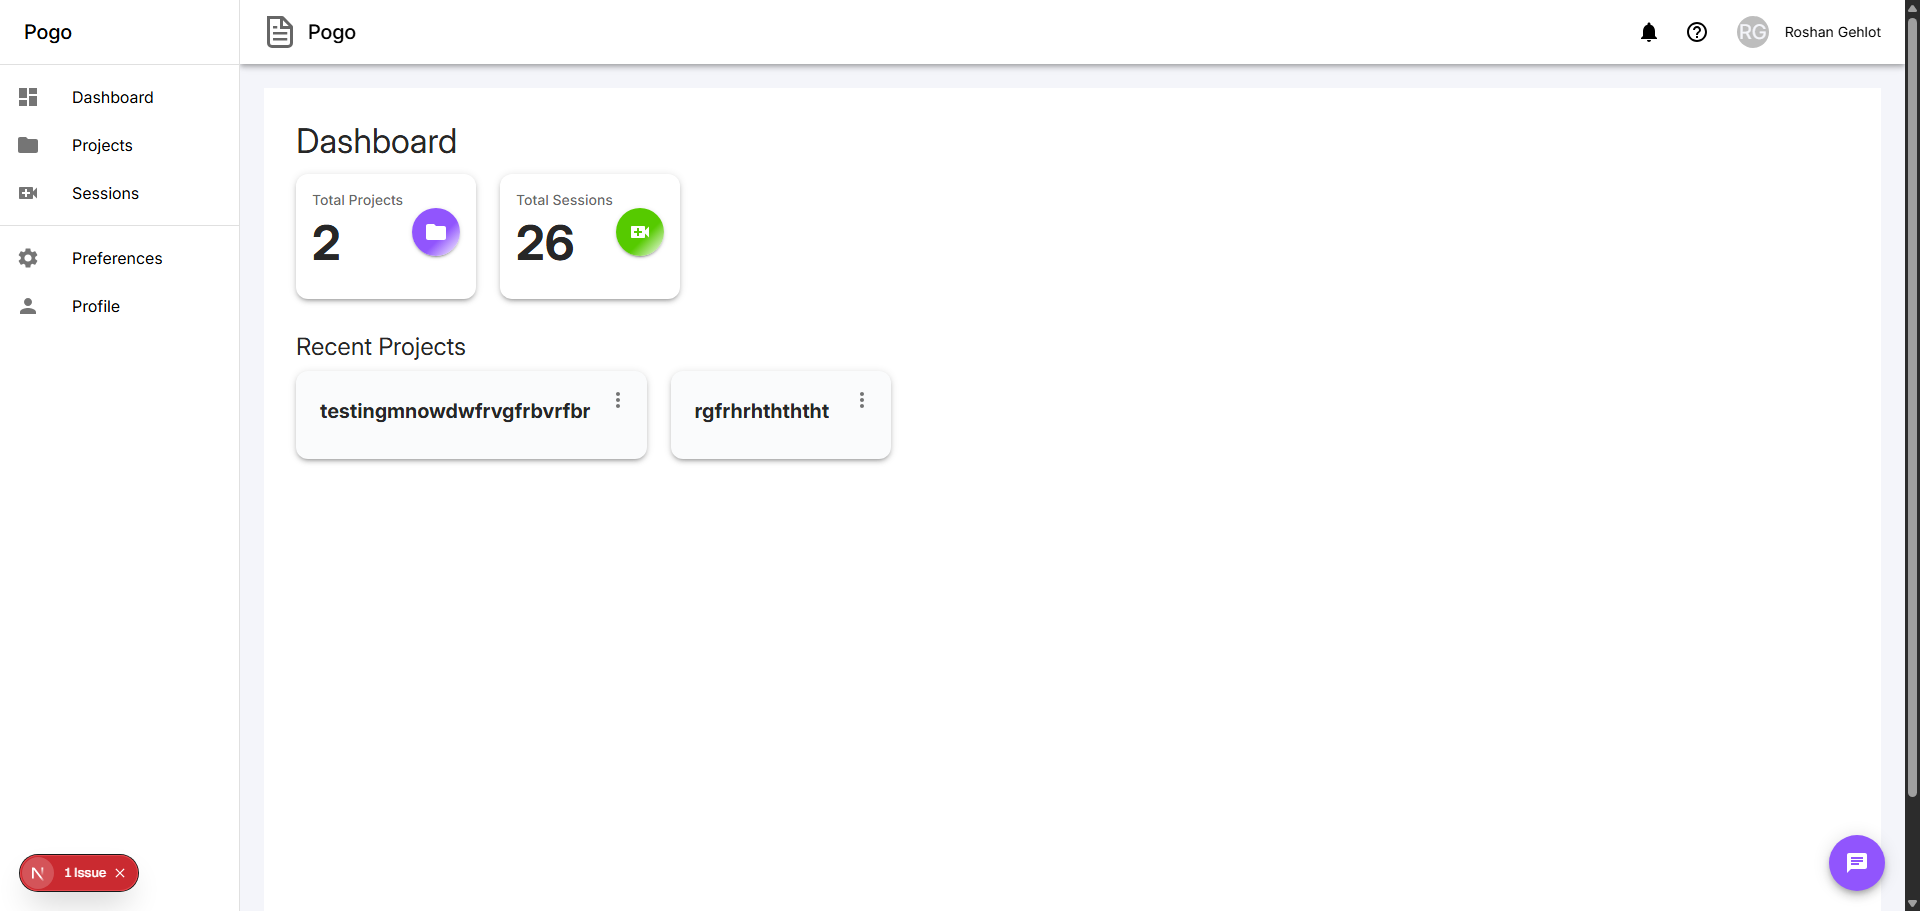 Pogo
Pogo
RG
Roshan Gehlot
Dashboard
Projects
Sessions
Preferences
Profile
Dashboard
Total Projects
2
Total Sessions
26
Recent Projects
testingmnowdwfrvgfrbvrfbr
rgfrhrhthththt
N
1 Issue